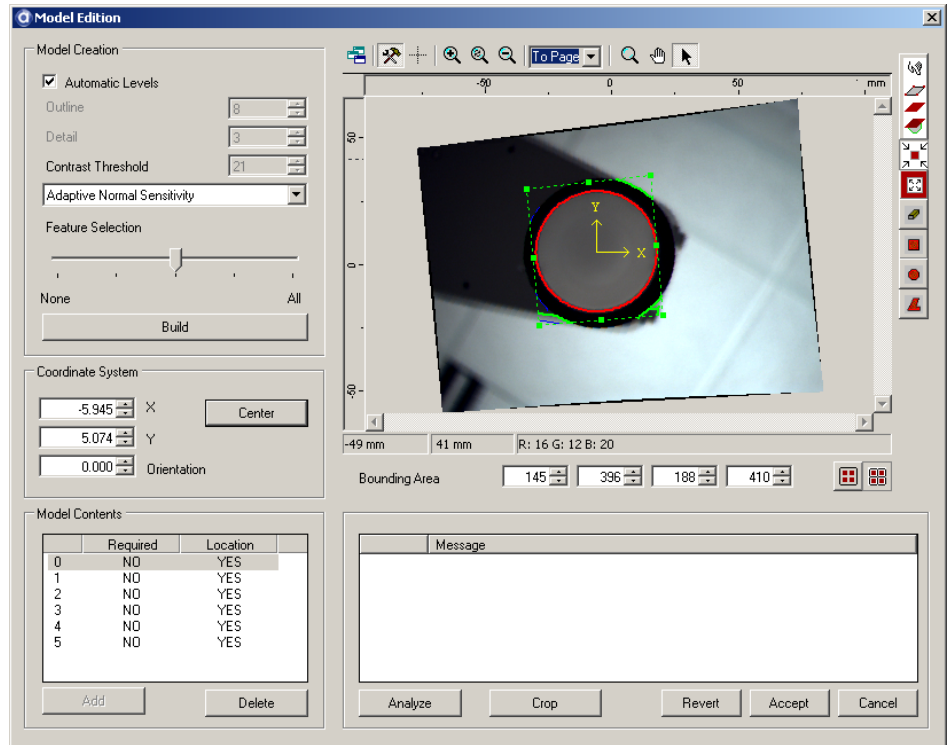 Model Edition
Model Creation
Automatic Levels
Outline 8
Detail 3
Contrast Threshold 21
Adaptive Normal Sensitivity
Feature Selection
None All
Build
Coordinate System
-5.945 X Center
5.074 Y
0.000 Orientation
Model Contents
Required Location
0 NO YES
1 NO YES
2 NO YES
3 NO YES
4 NO YES
5 NO YES
Add Delete
To Page
-50 0 50 mm
50
0
-50
Y
X
-49 mm 41 mm R: 16 G: 12 B: 20
Bounding Area 145 396 188 410
Message
Analyze Crop Revert Accept Cancel